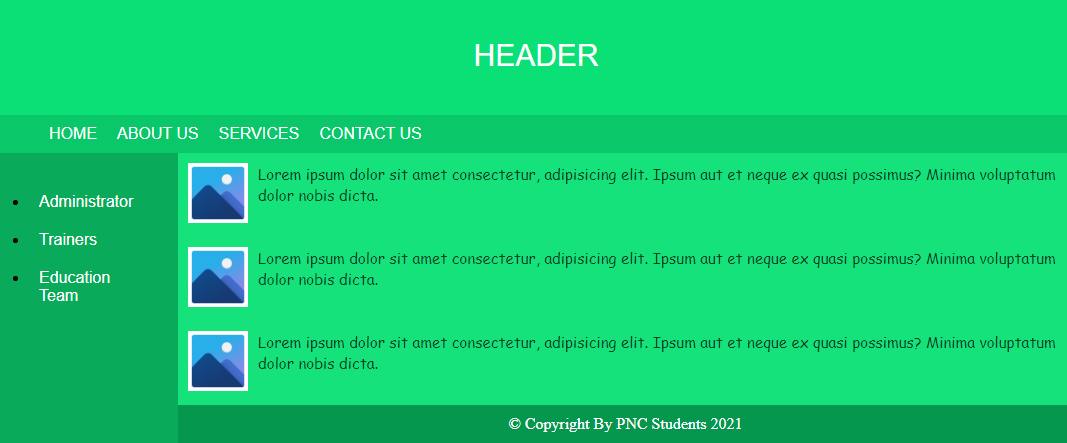 HEADER
HOME ABOUT US SERVICES CONTACT US
Administrator
Trainers
Education
Team
Lorem ipsum dolor sit amet consectetur, adipisicing elit. Ipsum aut et neque ex quasi possimus? Minima voluptatum
dolor nobis dicta.
Lorem ipsum dolor sit amet consectetur, adipisicing elit. Ipsum aut et neque ex quasi possimus? Minima voluptatum
dolor nobis dicta.
Lorem ipsum dolor sit amet consectetur, adipisicing elit. Ipsum aut et neque ex quasi possimus? Minima voluptatum
dolor nobis dicta.
© Copyright By PNC Students 2021